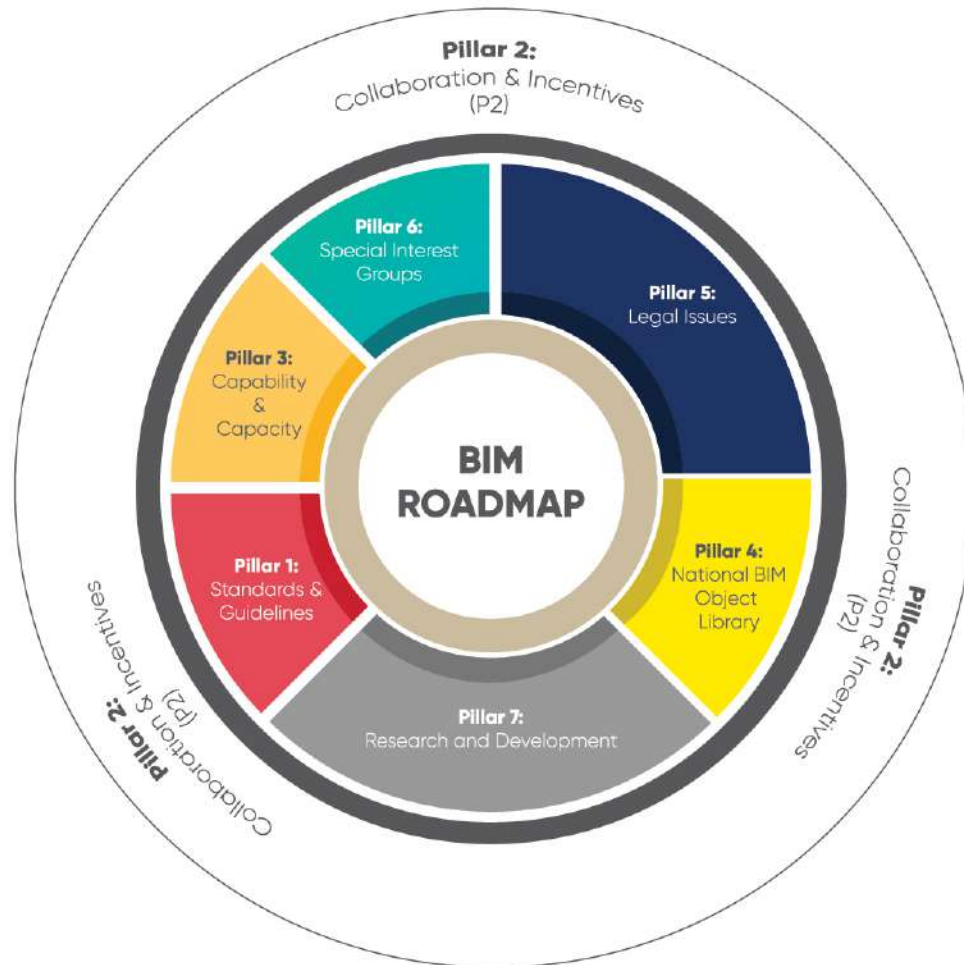 Pillar 2:
Collaboration & Incentives
(P2)
Pillar 6:
Special Interest
Groups
Pillar 5:
Legal Issues
Pillar 3:
Capability
&
Capacity
BIM
ROADMAP
Pillar 1:
Standards &
Guidelines
Pillar 4:
National BIM
Object
Library
Pillar 7:
Research and Development
Pillar 2:
Collaboration & Incentives
(P2)
Pillar 2:
Collaboration & Incentives
(P2)